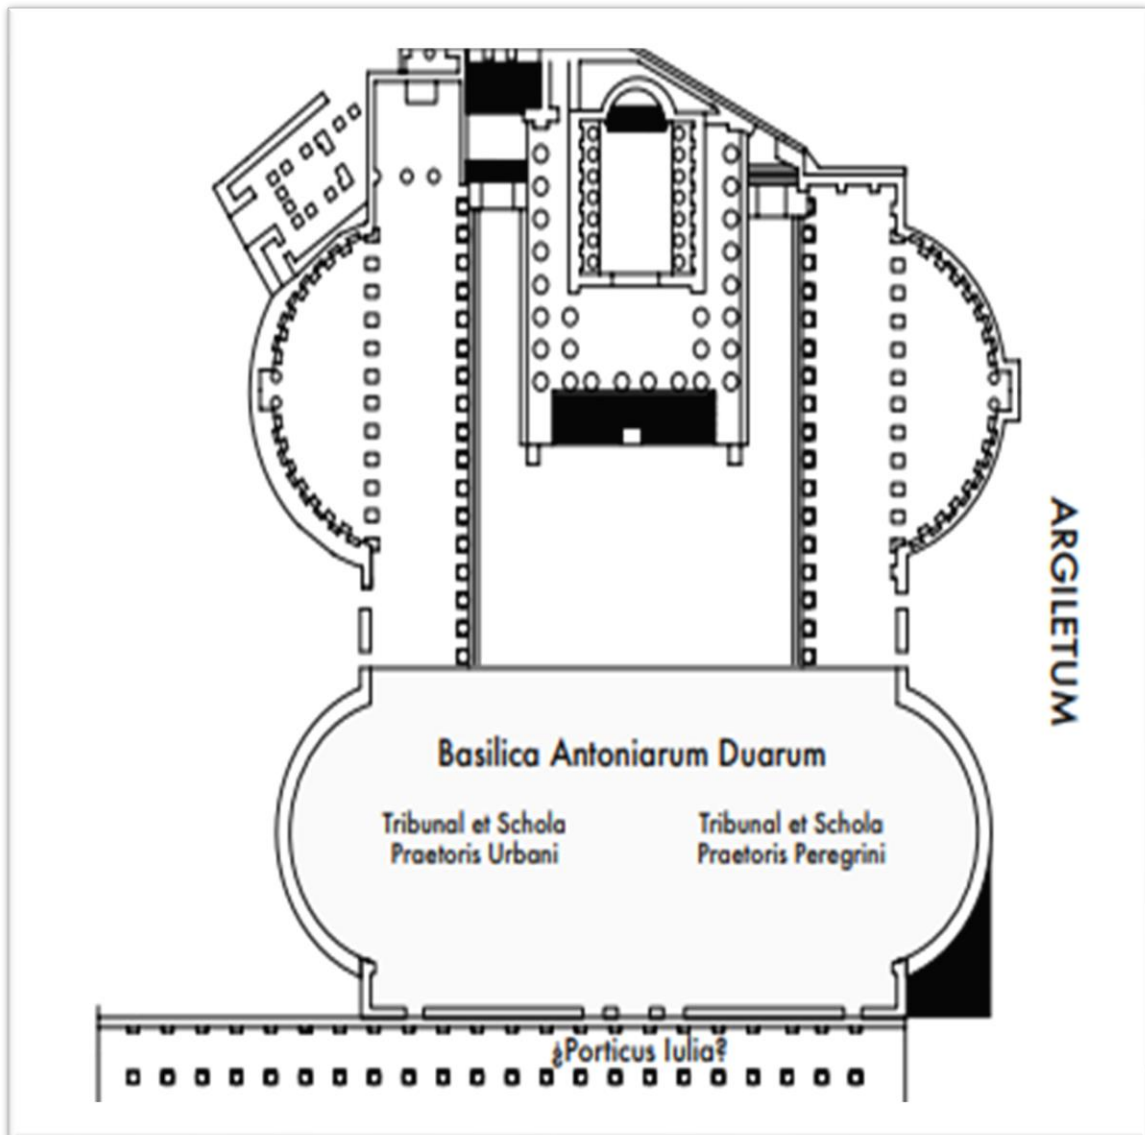 ARGILETUM
Basilica Antoniarum Duarum
Tribunal et Schola
Praetoris Urbani
Tribunal et Schola
Praetoris Peregrini
¿Porticus Iulia?